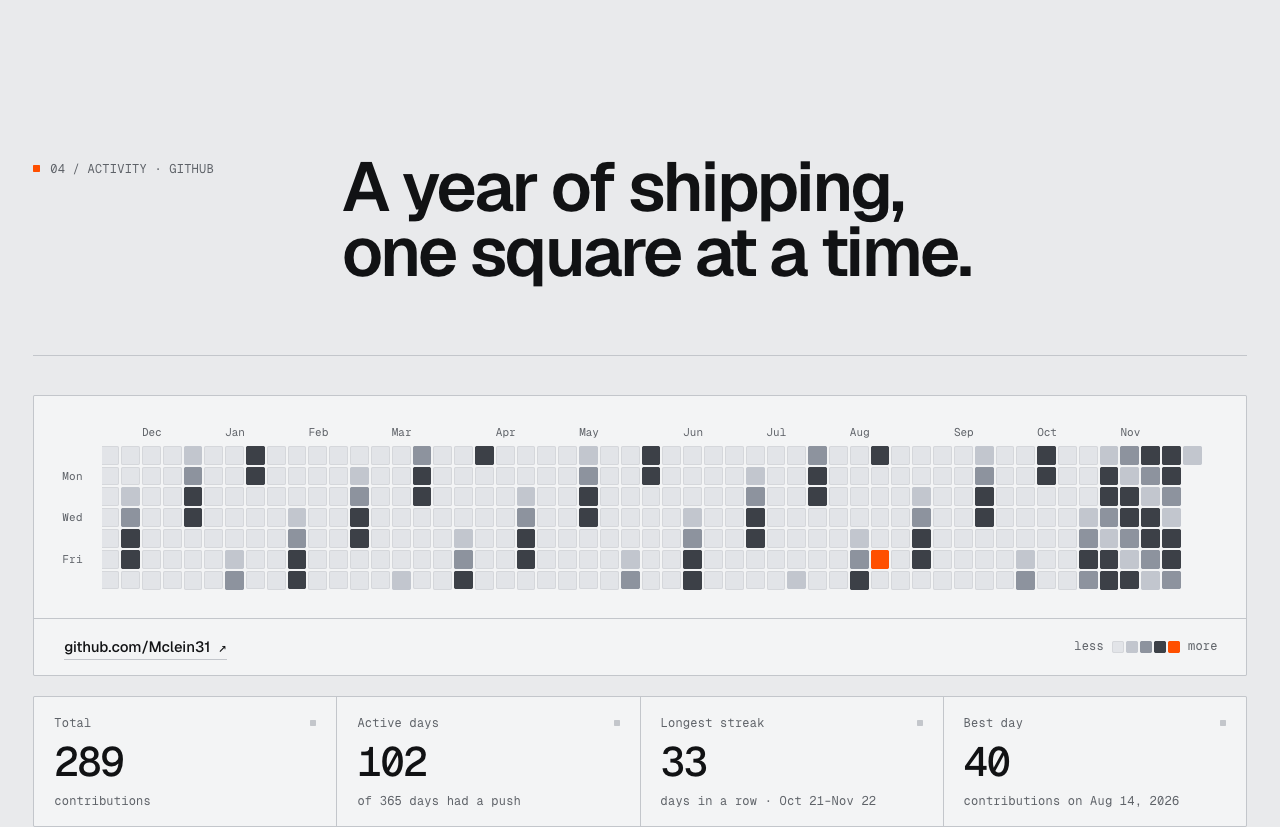 04 / ACTIVITY · GITHUB
A year of shipping,
one square at a time.
Dec Jan Feb Mar Apr May Jun Jul Aug Sep Oct Nov
Mon
Wed
Fri
github.com/Mclein31 ↗
less more
Total
289
contributions
Active days
102
of 365 days had a push
Longest streak
33
days in a row · Oct 21–Nov 22
Best day
40
contributions on Aug 14, 2026